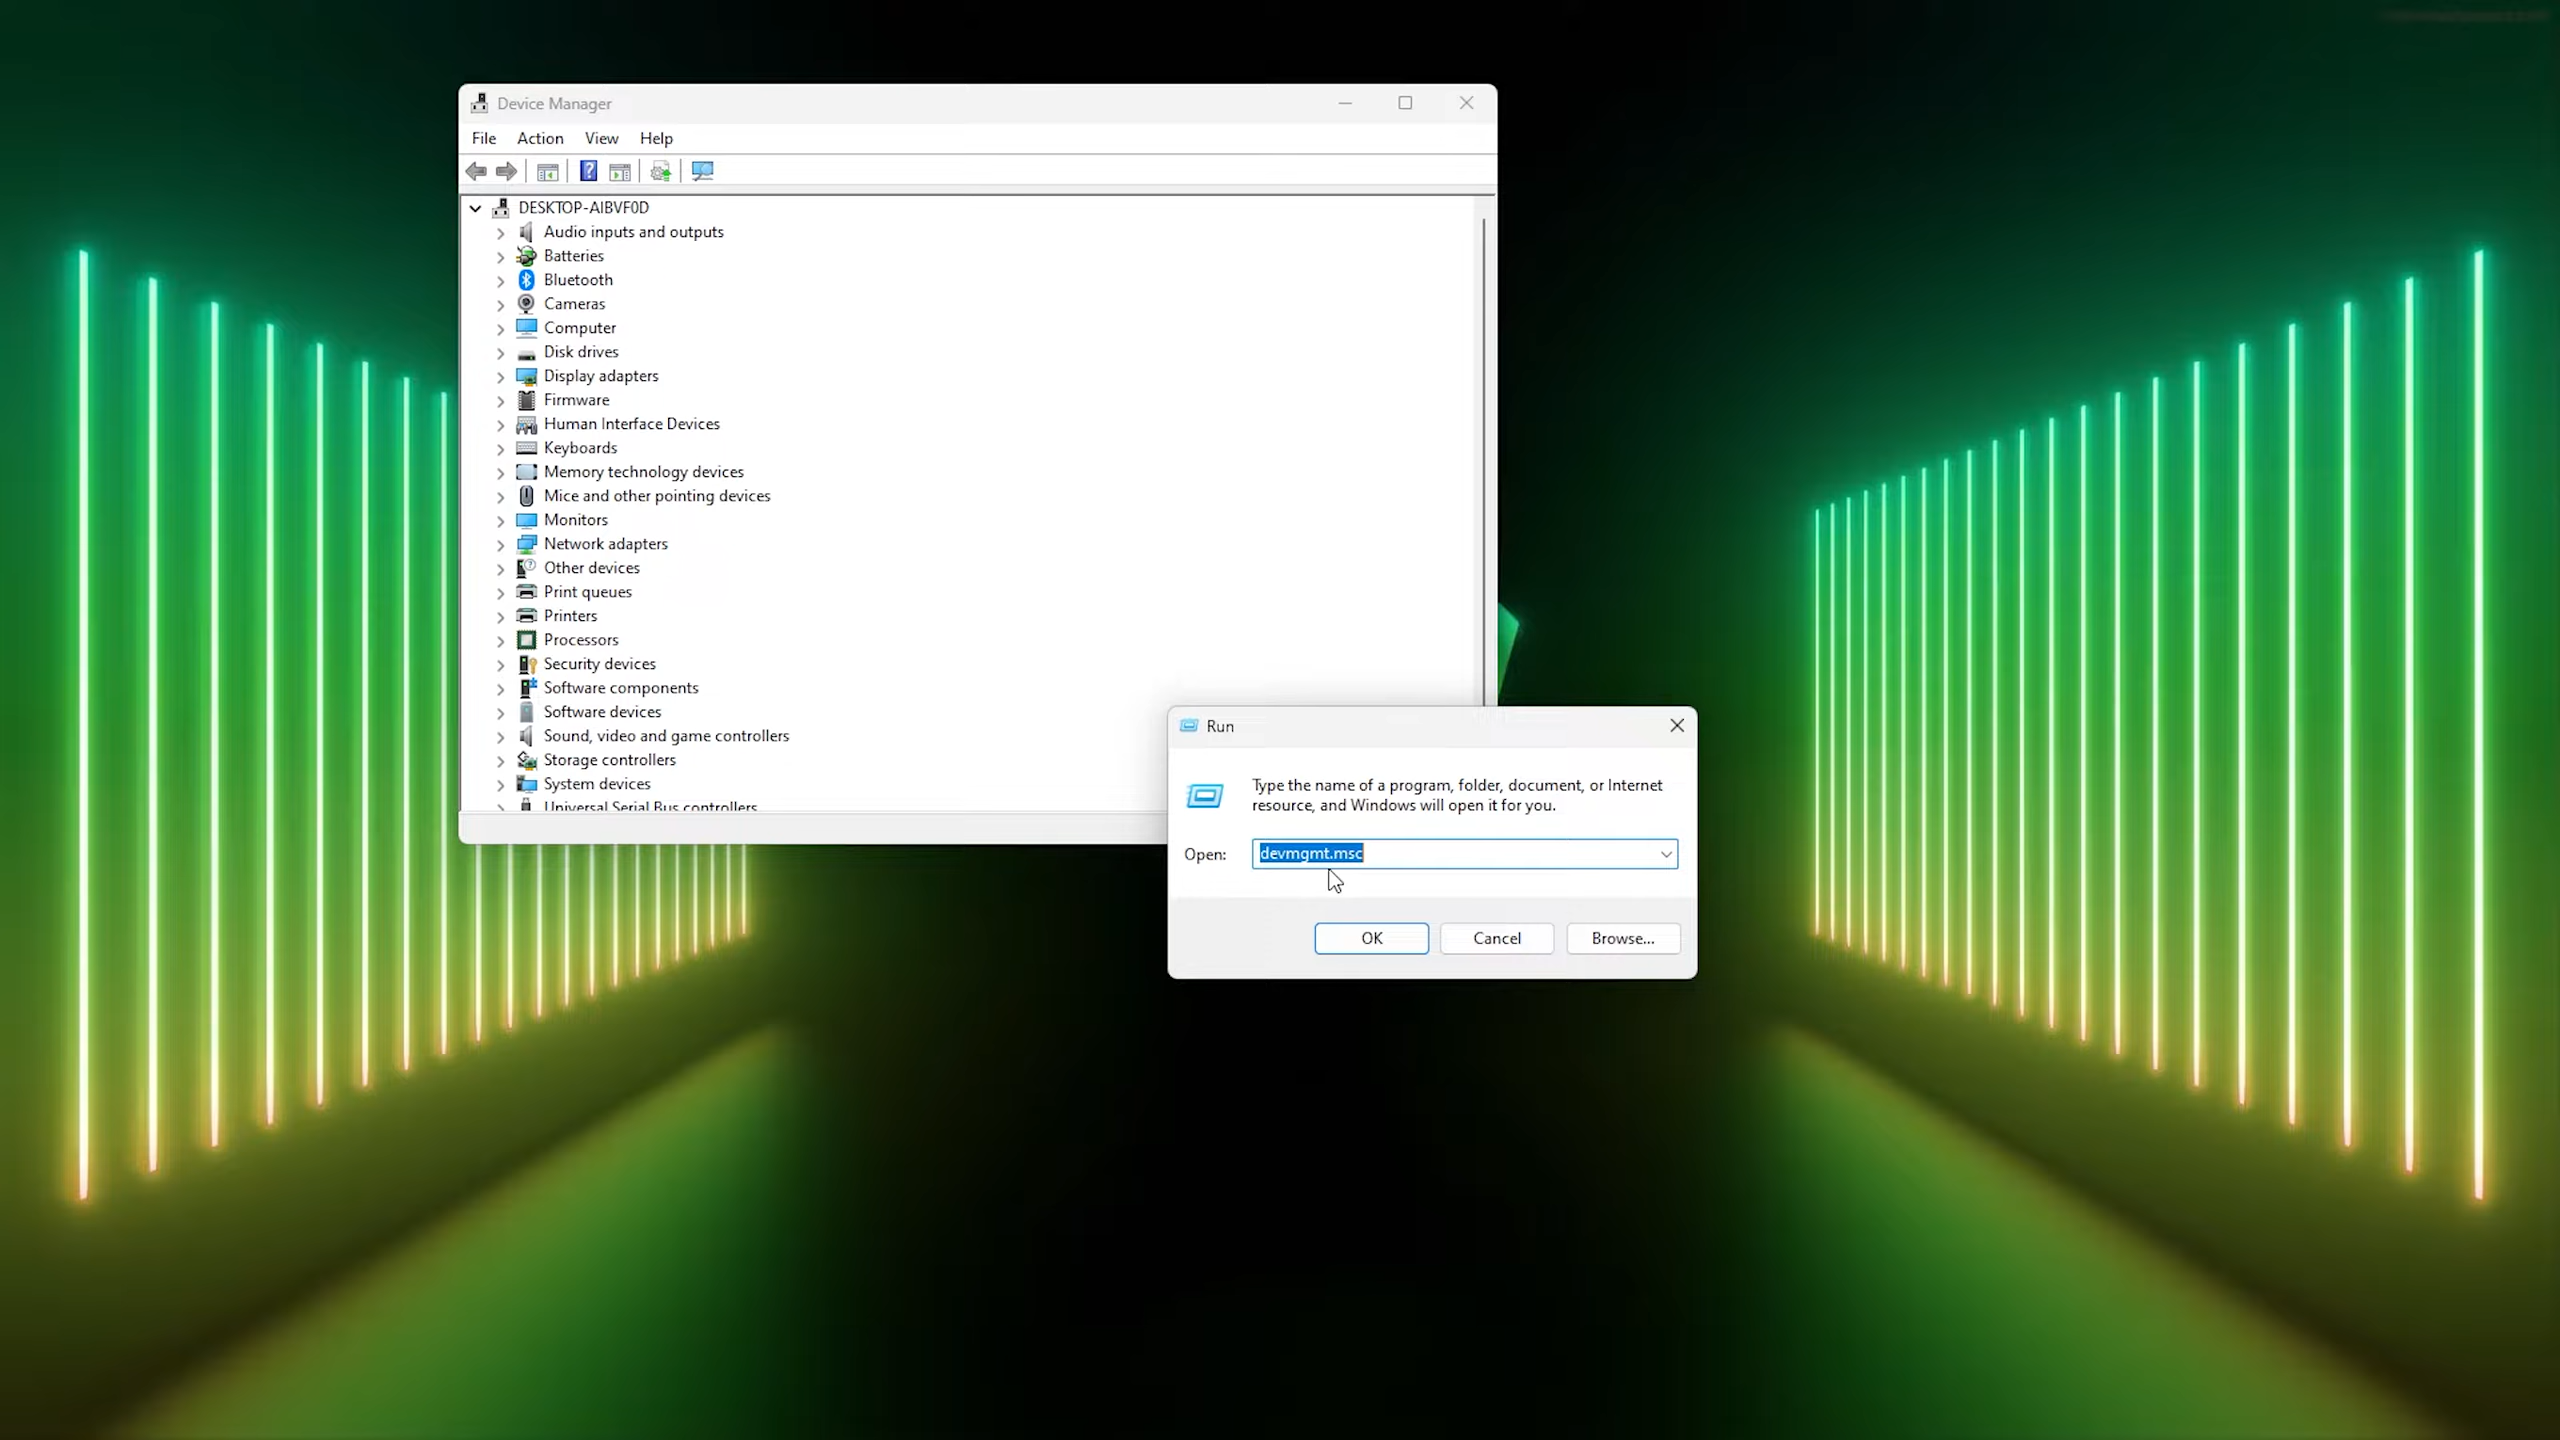 Device Manager
File Action View Help
DESKTOP-AIBVF0D
Audio inputs and outputs
Batteries
Bluetooth
Cameras
Computer
Disk drives
Display adapters
Firmware
Human Interface Devices
Keyboards
Memory technology devices
Mice and other pointing devices
Monitors
Network adapters
Other devices
Print queues
Printers
Processors
Security devices
Software components
Software devices
Sound, video and game controllers
Storage controllers
System devices
Universal Serial Bus controllers
Run
Type the name of a program, folder, document, or Internet
resource, and Windows will open it for you.
Open: devmgmt.msc
OK Cancel Browse...